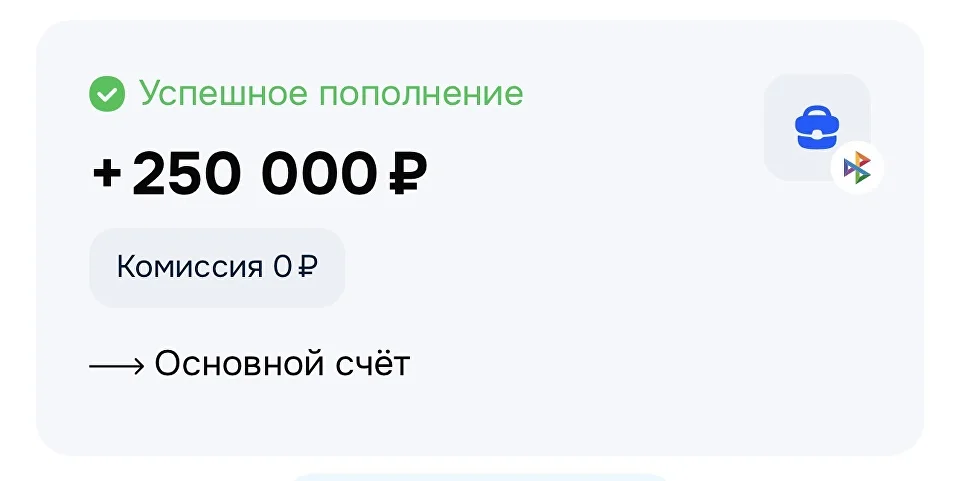 Успешное пополнение
+250 000 ₽
Комиссия 0 ₽
→ Основной счёт